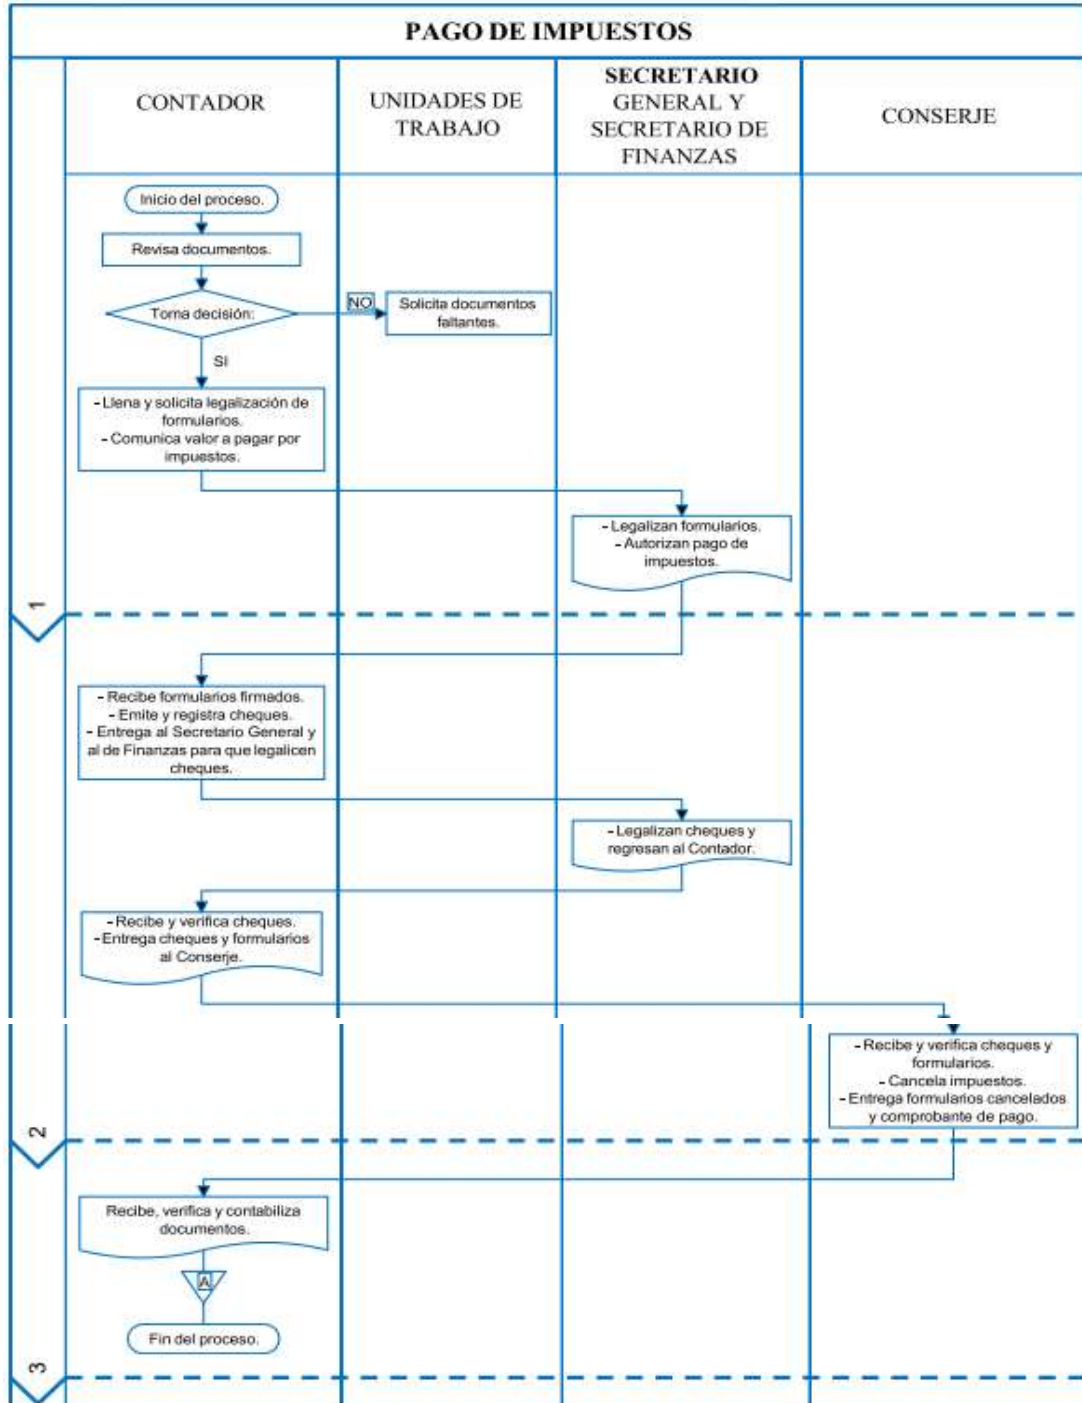 PAGO DE IMPUESTOS
CONTADOR
UNIDADES DE
TRABAJO
SECRETARIO
GENERAL Y
SECRETARIO DE
FINANZAS
CONSERJE
Inicio del proceso.
Revisa documentos.
Toma decisión:
NO
Solicita documentos
faltantes.
SI
- Llena y solicita legalización de
formularios.
- Comunica valor a pagar por
impuestos.
- Legalizan formularios.
- Autorizan pago de
impuestos.
1
- Recibe formularios firmados.
- Emite y registra cheques.
- Entrega al Secretario General y
al de Finanzas para que legalicen
cheques.
- Legalizan cheques y
regresan al Contador.
- Recibe y verifica cheques.
- Entrega cheques y formularios
al Conserje.
- Recibe y verifica cheques y
formularios.
- Cancela impuestos.
- Entrega formularios cancelados
y comprobante de pago.
2
Recibe, verifica y contabiliza
documentos.
A
Fin del proceso.
3